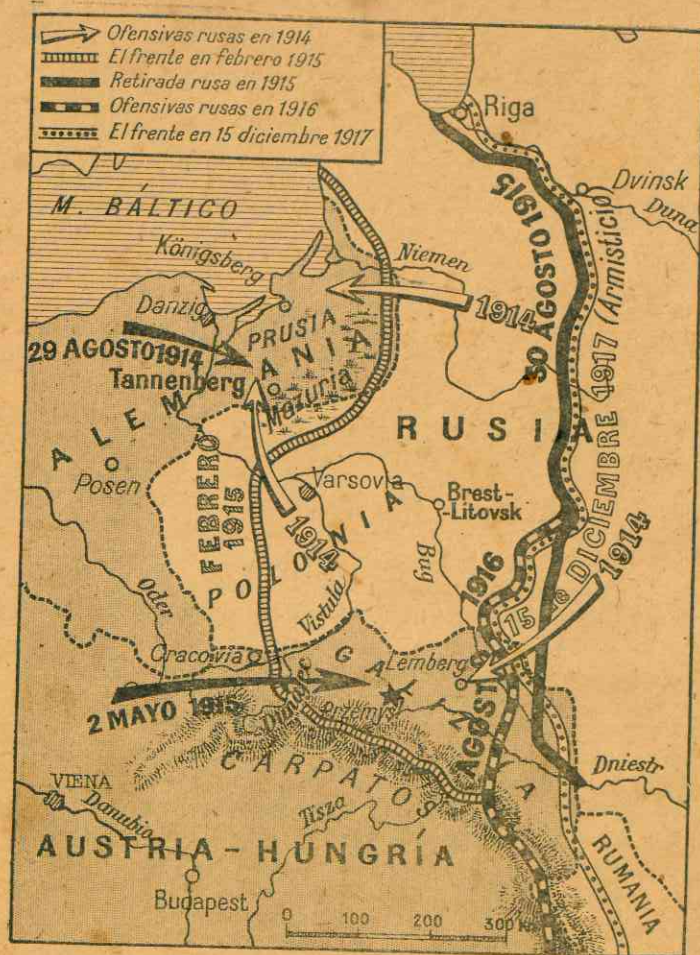 Ofensivas rusas en 1914
El frente en febrero 1915
Retirada rusa en 1915
Ofensivas rusas en 1916
El frente en 15 diciembre 1917
Riga
Dvinsk
Duna
M. BÁLTICO
Königsberg
Niemen
Danzig
PRUSIA
1914
30 AGOSTO 1915
15 de DICIEMBRE 1917 (Armisticio)
29 AGOSTO 1914
Tannenberg
Mazuria
ALEMANIA
RUSIA
Posen
FEBRERO
1915
Varsovia
Brest-
-Litovsk
1914
POLONIA
Bug
1916
1914
Oder
Vistula
Cracovia
GALITZIA
Lemberg
AGOSTO
2 MAYO 1915
Dunajec
Przemysl
CARPATOS
Dniestr
VIENA
Danubio
Tisza
AUSTRIA-HUNGRÍA
RUMANIA
Budapest
0 100 200 300 K